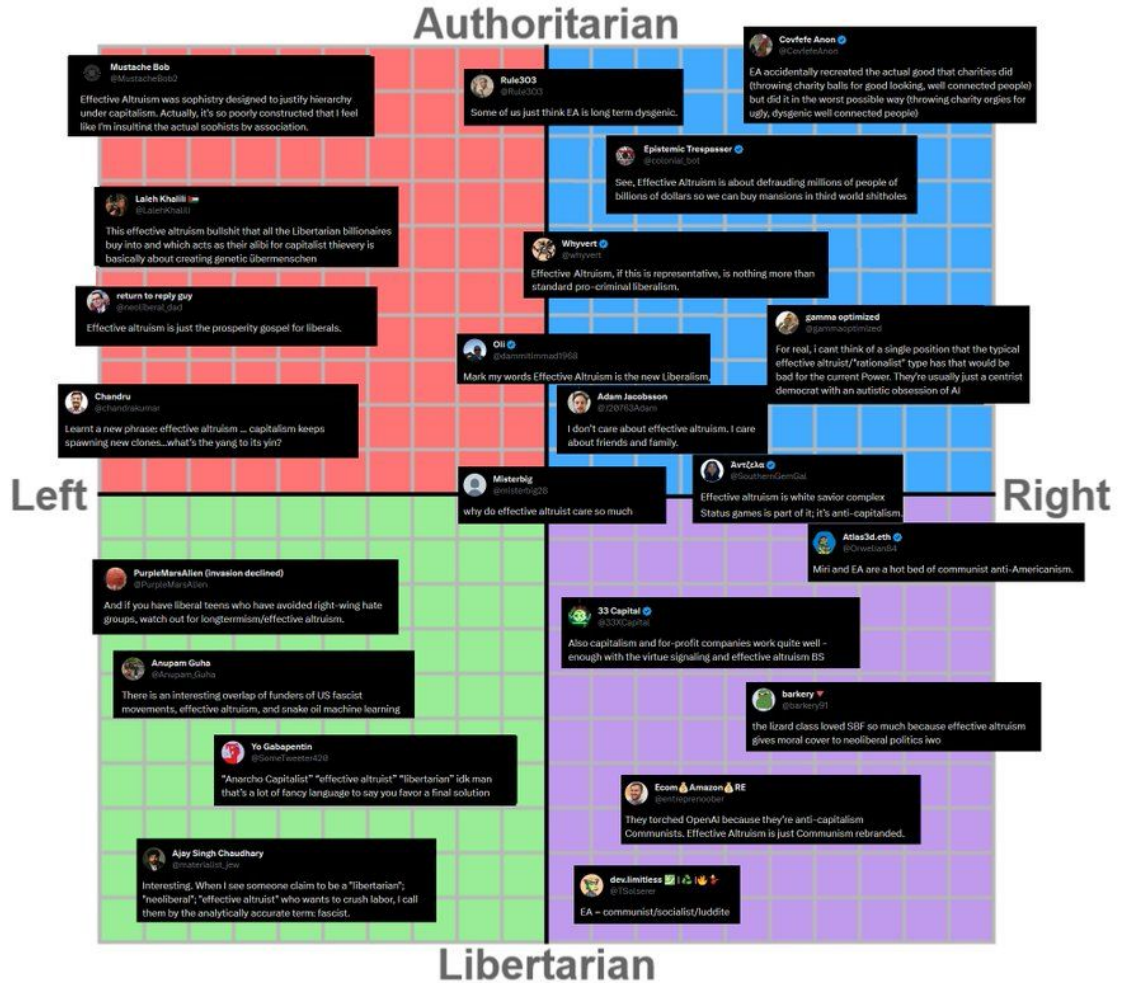 Authoritarian
Mustache Bob
@MustacheBob2
Effective Altruism was sophistry designed to justify hierarchy
under capitalism. Actually, it's so poorly constructed that I feel
like I'm insulting the actual sophists by association.
Rule303
@Rule303
Some of us just think EA is long term dysgenic.
Covfefe Anon
@CovfefeAnon
EA accidentally recreated the actual good that charities did
(throwing charity balls for good looking, well connected people)
but did it in the worst possible way (throwing charity orgies for
ugly, dysgenic well connected people)
Epistemic Trespasser
@colonial_bot
See, Effective Altruism is about defrauding millions of people of
billions of dollars so we can buy mansions in third world shitholes
Laleh Khalili
@LalehKhalili
This effective altruism bullshit that all the Libertarian billionaires
buy into and which acts as their alibi for capitalist thievery is
basically about creating genetic übermenschen
Whyvert
@whyvert
Effective Altruism, if this is representative, is nothing more than
standard pro-criminal liberalism.
return to reply guy
@neoliberal_dad
Effective altruism is just the prosperity gospel for liberals.
gamma optimized
@gammaoptimized
For real, i cant think of a single position that the typical
effective altruist/"rationalist" type has that would be
bad for the current Power. They're usually just a centrist
democrat with an autistic obsession of AI
Oli
@dammitimmad1968
Mark my words Effective Altruism is the new Liberalism.
Chandru
@chandrakumar
Learnt a new phrase: effective altruism ... capitalism keeps
spawning new clones...what's the yang to its yin?
Adam Jacobsson
@120763Adam
I don't care about effective altruism. I care
about friends and family.
Left
Misterbig
@misterbig28
why do effective altruist care so much
Άντζελα
@SouthernGemGal
Effective altruism is white savior complex
Status games is part of it; it's anti-capitalism.
Right
Atlas3d.eth
@Orwelian84
Miri and EA are a hot bed of communist anti-Americanism.
PurpleMarsAlien (invasion declined)
@PurpleMarsAlien
And if you have liberal teens who have avoided right-wing hate
groups, watch out for longtermism/effective altruism.
33 Capital
@33XCapital
Also capitalism and for-profit companies work quite well -
enough with the virtue signaling and effective altruism BS
Anupam Guha
@Anupam_Guha
There is an interesting overlap of funders of US fascist
movements, effective altruism, and snake oil machine learning
barkery
@barkery91
the lizard class loved SBF so much because effective altruism
gives moral cover to neoliberal politics iwo
Yo Gabapentin
@SomeTweeter420
"Anarcho Capitalist" "effective altruist" "libertarian" idk man
that's a lot of fancy language to say you favor a final solution
Ecom💰Amazon💰RE
@entreprenoober
They torched OpenAI because they're anti-capitalism
Communists. Effective Altruism is just Communism rebranded.
Ajay Singh Chaudhary
@materialist_jew
Interesting. When I see someone claim to be a "libertarian";
"neoliberal"; "effective altruist" who wants to crush labor, I call
them by the analytically accurate term: fascist.
dev.limitless
@TSolserer
EA = communist/socialist/luddite
Libertarian